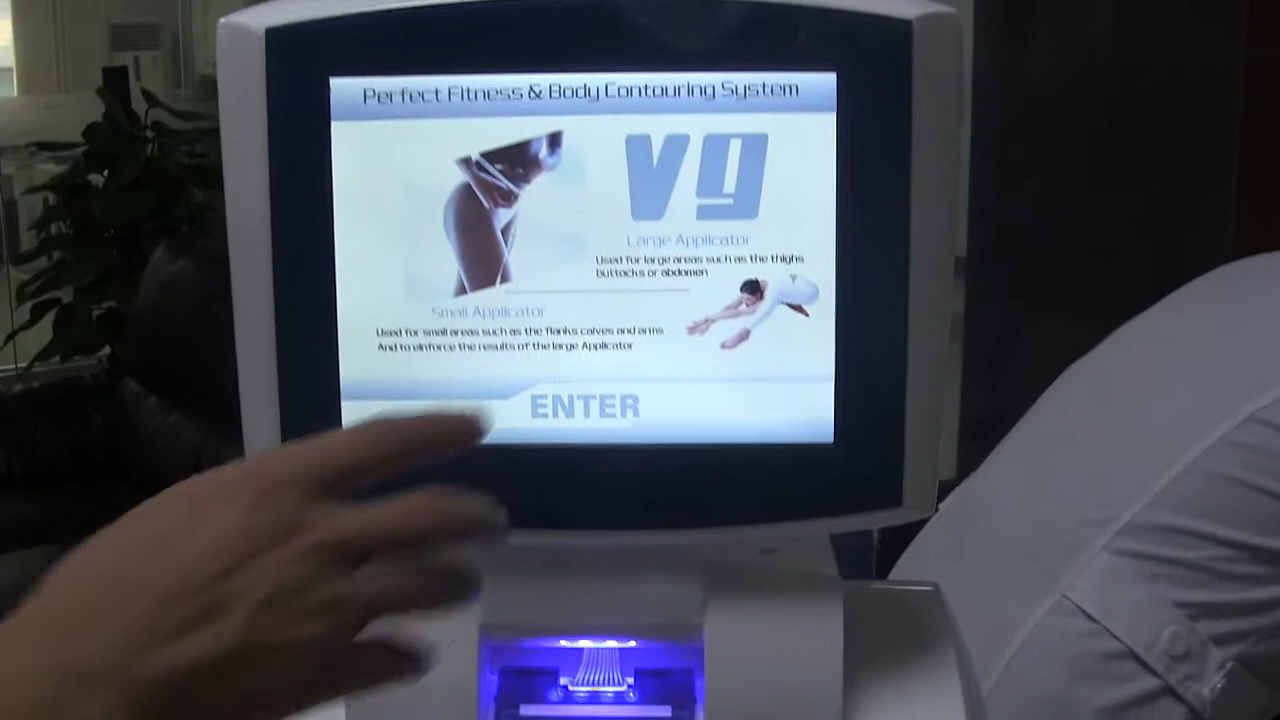 Perfect Fitness & Body Contouring System
V9
Large Applicator
Used for large areas such as the thighs
buttocks or abdomen
Small Applicator
Used for small areas such as the flanks calves and arms
And to einforce the results of the large Applicator
ENTER